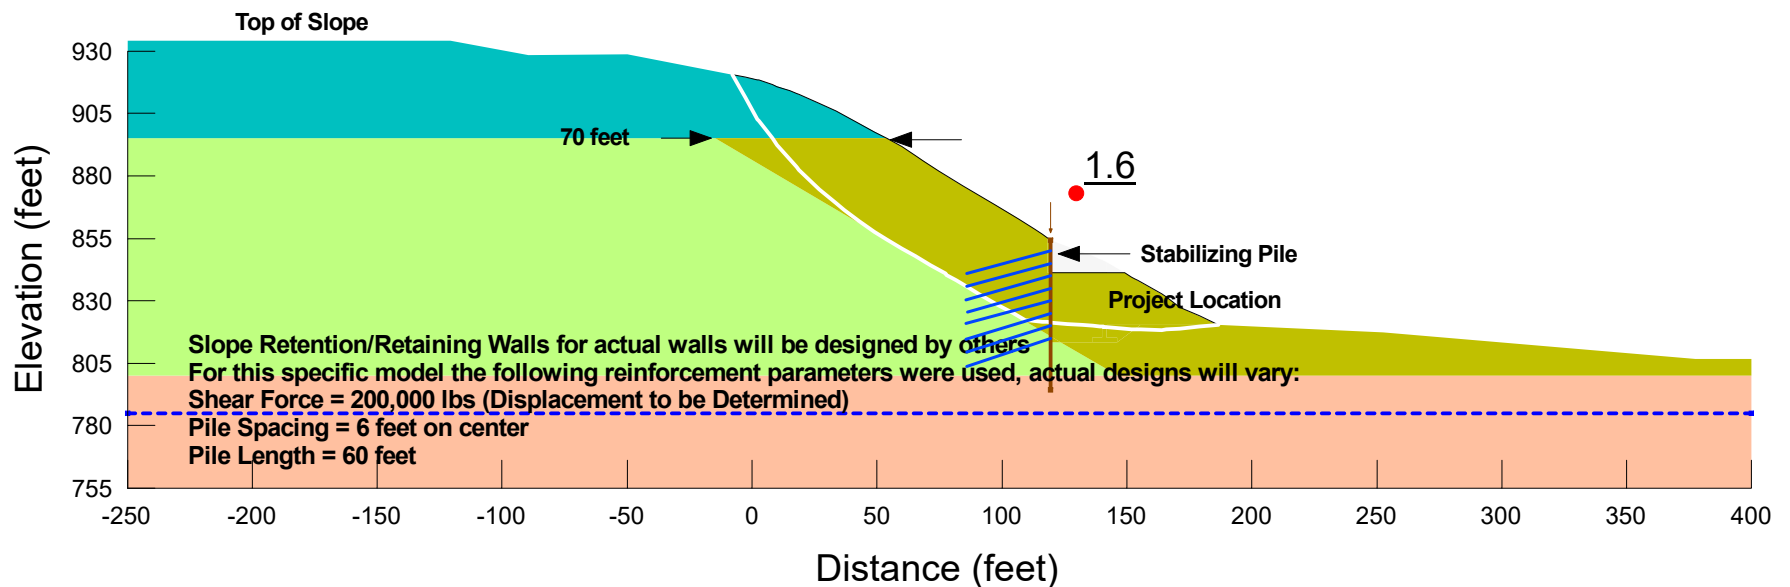 Top of Slope
930
905
70 feet
880
1.6
855
Stabilizing Pile
830
Project Location
Slope Retention/Retaining Walls for actual walls will be designed by others
805
For this specific model the following reinforcement parameters were used, actual designs will vary:
Shear Force = 200,000 lbs (Displacement to be Determined)
780
Pile Spacing = 6 feet on center
Pile Length = 60 feet
755
Elevation (feet)
-250 -200 -150 -100 -50 0 50 100 150 200 250 300 350 400
Distance (feet)